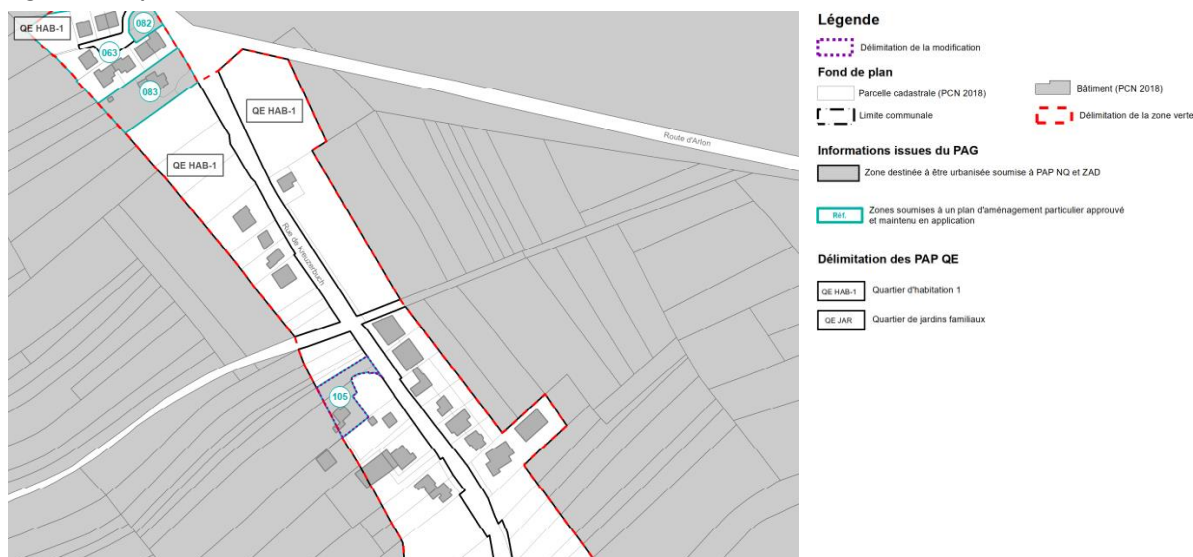 QE HAB-1
082
063
083
QE HAB-1
QE HAB-1
Route d'Arlon
Rue de Kreuzerbuch
105
Légende
Délimitation de la modification
Fond de plan
Parcelle cadastrale (PCN 2018)
Bâtiment (PCN 2018)
Limite communale
Délimitation de la zone verte
Informations issues du PAG
Zone destinée à être urbanisée soumise à PAP NQ et ZAD
Réf.
Zones soumises à un plan d'aménagement particulier approuvé
et maintenu en application
Délimitation des PAP QE
QE HAB-1
Quartier d'habitation 1
QE JAR
Quartier de jardins familiaux